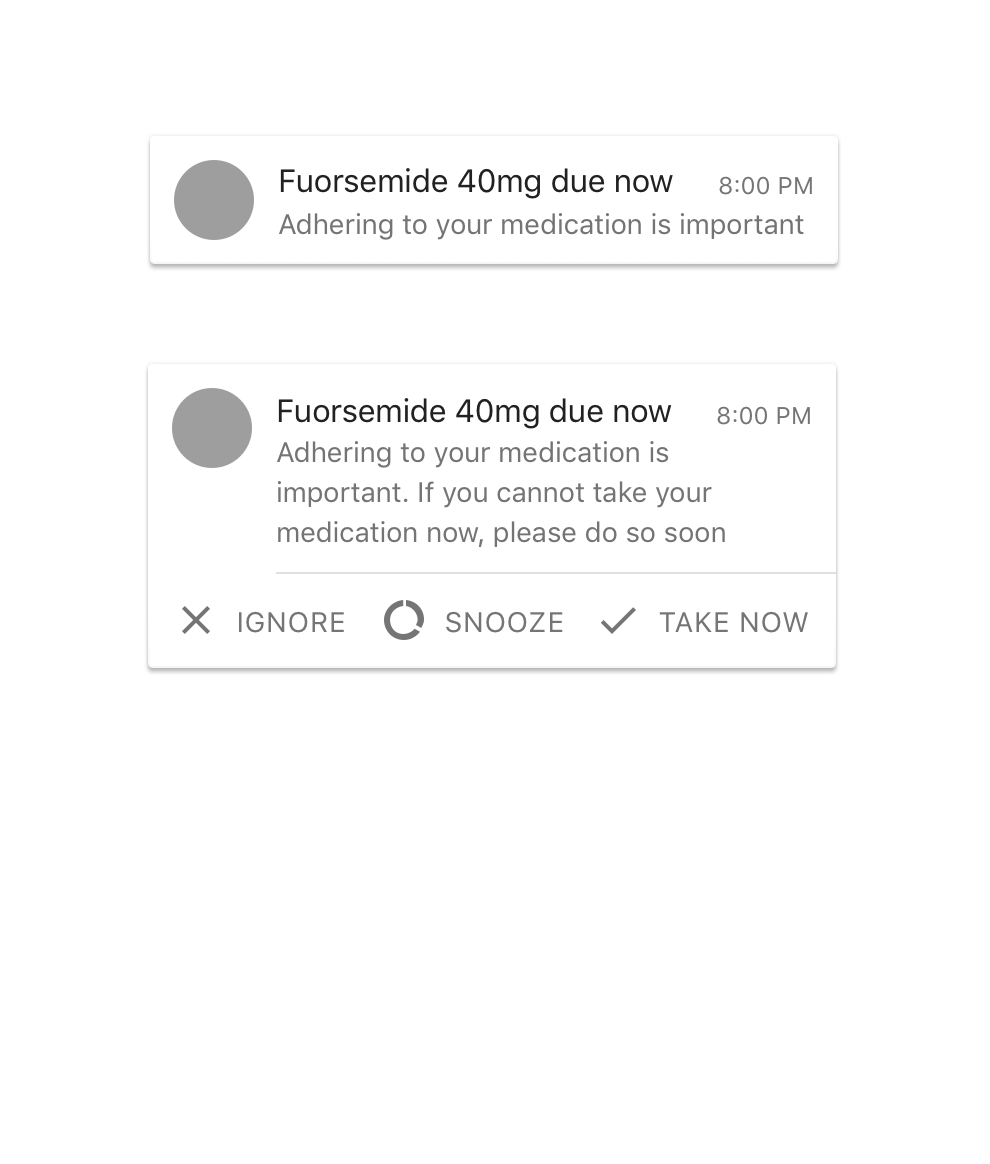 Fuorsemide 40mg due now 8:00 PM
Adhering to your medication is important
Fuorsemide 40mg due now 8:00 PM
Adhering to your medication is
important. If you cannot take your
medication now, please do so soon
IGNORE SNOOZE TAKE NOW